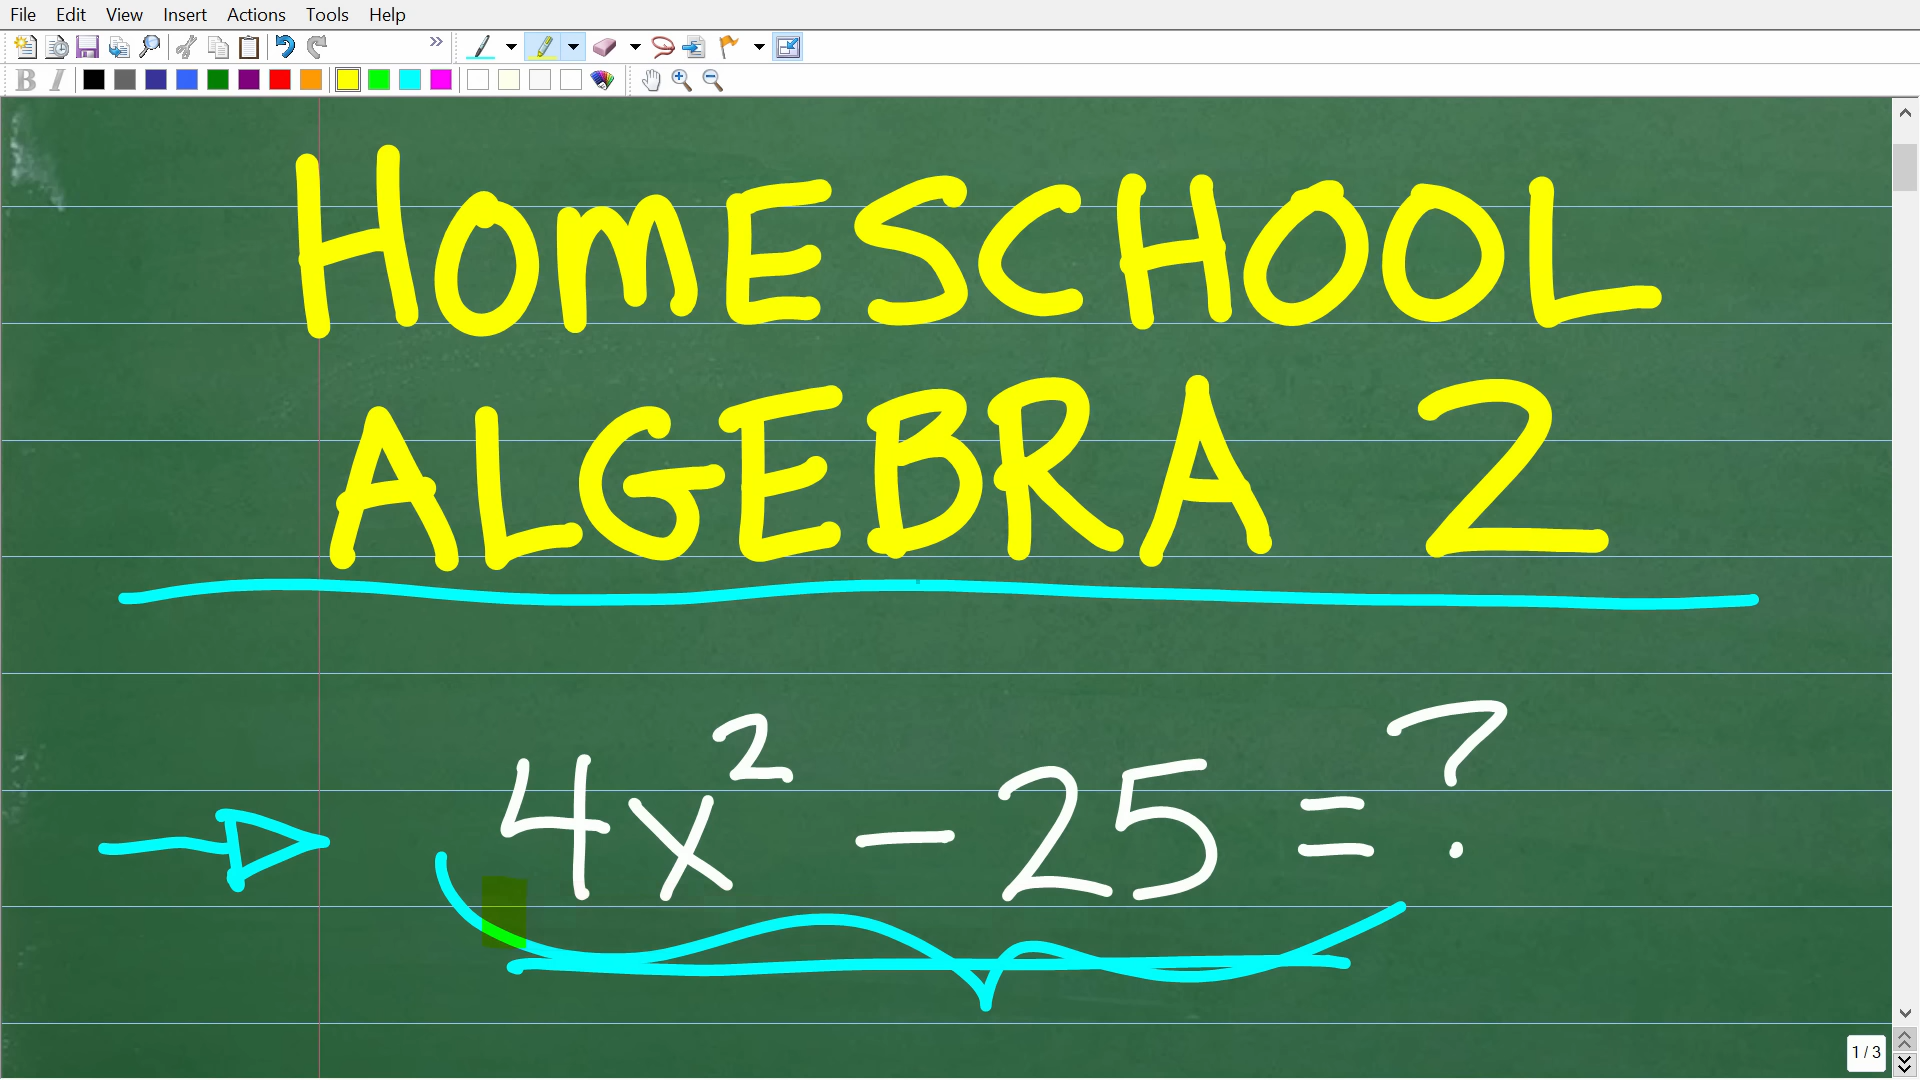 File Edit View Insert Actions Tools Help
B I
HOMESCHOOL
ALGEBRA 2
4x² - 25 = ?
1 / 3